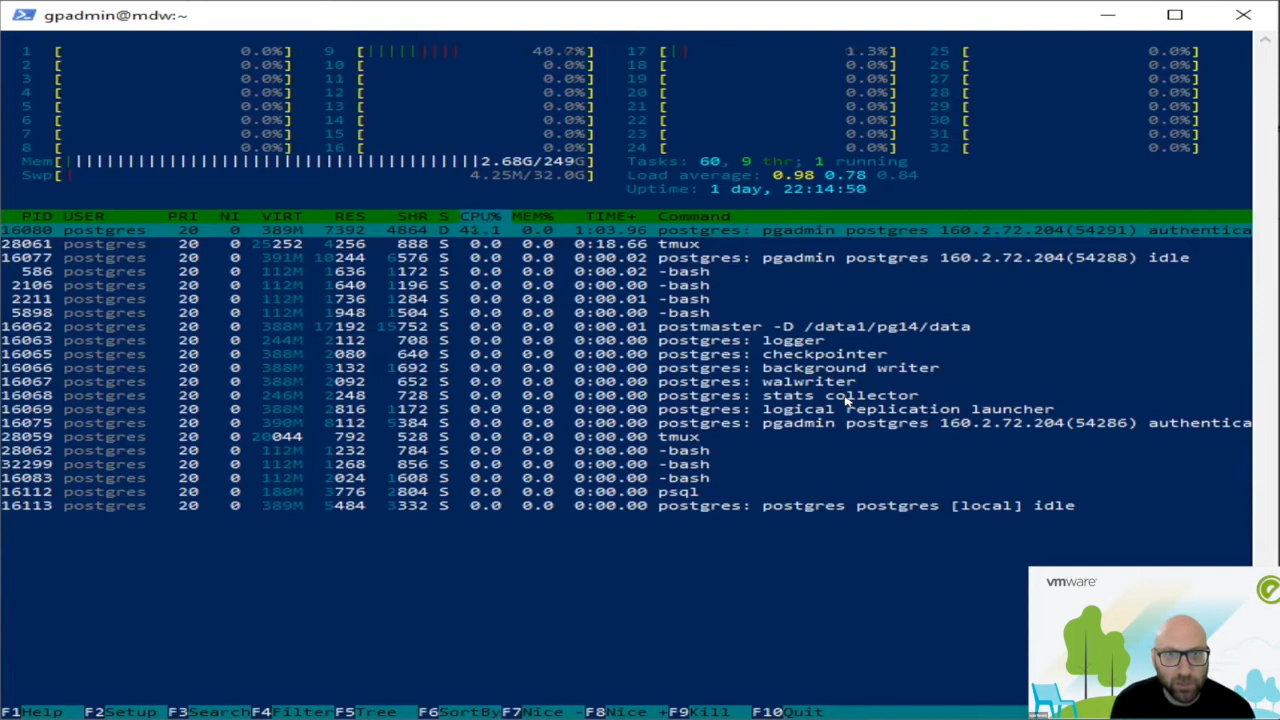 gpadmin@mdw:~
1 [ 0.0%] 9 [||||||||||| 40.7%] 17 [|| 1.3%] 25 [ 0.0%]
2 [ 0.0%] 10 [ 0.0%] 18 [ 0.0%] 26 [ 0.0%]
3 [ 0.0%] 11 [ 0.0%] 19 [ 0.0%] 27 [ 0.0%]
4 [ 0.0%] 12 [ 0.0%] 20 [ 0.0%] 28 [ 0.0%]
5 [ 0.0%] 13 [ 0.0%] 21 [ 0.0%] 29 [ 0.0%]
6 [ 0.0%] 14 [ 0.0%] 22 [ 0.0%] 30 [ 0.0%]
7 [ 0.0%] 15 [ 0.0%] 23 [ 0.0%] 31 [ 0.0%]
8 [ 0.0%] 16 [ 0.0%] 24 [ 0.0%] 32 [ 0.0%]
Mem[||||||||||||||||||||||||||||||||||||||||2.68G/249G] Tasks: 60, 9 thr; 1 running
Swp[| 4.25M/32.0G] Load average: 0.98 0.78 0.84
Uptime: 1 day, 22:14:50
PID USER PRI NI VIRT RES SHR S CPU% MEM% TIME+ Command
16080 postgres 20 0 389M 7392 4864 D 41.1 0.0 1:03.96 postgres: pgadmin postgres 160.2.72.204(54291) authentica
28061 postgres 20 0 25252 4256 888 S 0.0 0.0 0:18.66 tmux
16077 postgres 20 0 391M 10244 6576 S 0.0 0.0 0:00.02 postgres: pgadmin postgres 160.2.72.204(54288) idle
586 postgres 20 0 112M 1636 1172 S 0.0 0.0 0:00.02 -bash
2106 postgres 20 0 112M 1640 1196 S 0.0 0.0 0:00.00 -bash
2211 postgres 20 0 112M 1736 1284 S 0.0 0.0 0:00.01 -bash
5898 postgres 20 0 112M 1948 1504 S 0.0 0.0 0:00.00 -bash
16062 postgres 20 0 388M 17192 15752 S 0.0 0.0 0:00.01 postmaster -D /data1/pg14/data
16063 postgres 20 0 244M 2112 708 S 0.0 0.0 0:00.00 postgres: logger
16065 postgres 20 0 388M 2080 640 S 0.0 0.0 0:00.00 postgres: checkpointer
16066 postgres 20 0 388M 3132 1692 S 0.0 0.0 0:00.00 postgres: background writer
16067 postgres 20 0 388M 2092 652 S 0.0 0.0 0:00.00 postgres: walwriter
16068 postgres 20 0 246M 2248 728 S 0.0 0.0 0:00.00 postgres: stats collector
16069 postgres 20 0 388M 2816 1172 S 0.0 0.0 0:00.00 postgres: logical replication launcher
16075 postgres 20 0 390M 8112 5384 S 0.0 0.0 0:00.00 postgres: pgadmin postgres 160.2.72.204(54286) authentica
28059 postgres 20 0 20044 792 528 S 0.0 0.0 0:00.00 tmux
28062 postgres 20 0 112M 1232 784 S 0.0 0.0 0:00.00 -bash
32299 postgres 20 0 112M 1268 856 S 0.0 0.0 0:00.00 -bash
16083 postgres 20 0 112M 2024 1608 S 0.0 0.0 0:00.00 -bash
16112 postgres 20 0 180M 3776 2804 S 0.0 0.0 0:00.00 psql
16113 postgres 20 0 389M 5484 3332 S 0.0 0.0 0:00.00 postgres: postgres postgres [local] idle
vmware
F1Help F2Setup F3SearchF4FilterF5Tree F6SortByF7Nice -F8Nice +F9Kill F10Quit